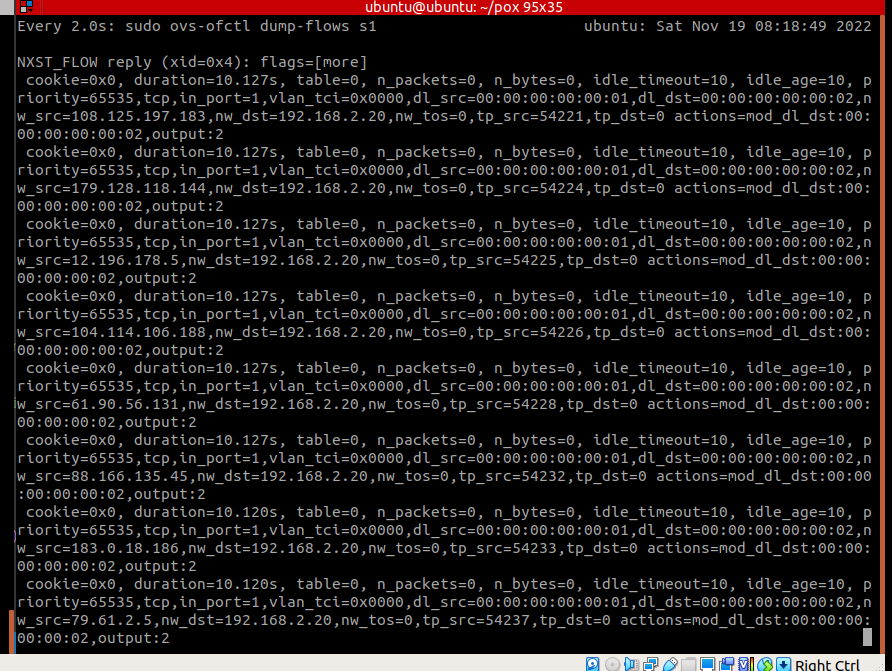 ubuntu@ubuntu: ~/pox 95x35
Every 2.0s: sudo ovs-ofctl dump-flows s1 ubuntu: Sat Nov 19 08:18:49 2022
NXST_FLOW reply (xid=0x4): flags=[more]
cookie=0x0, duration=10.127s, table=0, n_packets=0, n_bytes=0, idle_timeout=10, idle_age=10, p
riority=65535,tcp,in_port=1,vlan_tci=0x0000,dl_src=00:00:00:00:00:01,dl_dst=00:00:00:00:00:02,n
w_src=108.125.197.183,nw_dst=192.168.2.20,nw_tos=0,tp_src=54221,tp_dst=0 actions=mod_dl_dst:00:
00:00:00:00:02,output:2
cookie=0x0, duration=10.127s, table=0, n_packets=0, n_bytes=0, idle_timeout=10, idle_age=10, p
riority=65535,tcp,in_port=1,vlan_tci=0x0000,dl_src=00:00:00:00:00:01,dl_dst=00:00:00:00:00:02,n
w_src=179.128.118.144,nw_dst=192.168.2.20,nw_tos=0,tp_src=54224,tp_dst=0 actions=mod_dl_dst:00:
00:00:00:00:02,output:2
cookie=0x0, duration=10.127s, table=0, n_packets=0, n_bytes=0, idle_timeout=10, idle_age=10, p
riority=65535,tcp,in_port=1,vlan_tci=0x0000,dl_src=00:00:00:00:00:01,dl_dst=00:00:00:00:00:02,n
w_src=12.196.178.5,nw_dst=192.168.2.20,nw_tos=0,tp_src=54225,tp_dst=0 actions=mod_dl_dst:00:00:
00:00:00:02,output:2
cookie=0x0, duration=10.127s, table=0, n_packets=0, n_bytes=0, idle_timeout=10, idle_age=10, p
riority=65535,tcp,in_port=1,vlan_tci=0x0000,dl_src=00:00:00:00:00:01,dl_dst=00:00:00:00:00:02,n
w_src=104.114.106.188,nw_dst=192.168.2.20,nw_tos=0,tp_src=54226,tp_dst=0 actions=mod_dl_dst:00:
00:00:00:00:02,output:2
cookie=0x0, duration=10.127s, table=0, n_packets=0, n_bytes=0, idle_timeout=10, idle_age=10, p
riority=65535,tcp,in_port=1,vlan_tci=0x0000,dl_src=00:00:00:00:00:01,dl_dst=00:00:00:00:00:02,n
w_src=61.90.56.131,nw_dst=192.168.2.20,nw_tos=0,tp_src=54228,tp_dst=0 actions=mod_dl_dst:00:00:
00:00:00:02,output:2
cookie=0x0, duration=10.127s, table=0, n_packets=0, n_bytes=0, idle_timeout=10, idle_age=10, p
riority=65535,tcp,in_port=1,vlan_tci=0x0000,dl_src=00:00:00:00:00:01,dl_dst=00:00:00:00:00:02,n
w_src=88.166.135.45,nw_dst=192.168.2.20,nw_tos=0,tp_src=54232,tp_dst=0 actions=mod_dl_dst:00:00
:00:00:00:02,output:2
cookie=0x0, duration=10.120s, table=0, n_packets=0, n_bytes=0, idle_timeout=10, idle_age=10, p
riority=65535,tcp,in_port=1,vlan_tci=0x0000,dl_src=00:00:00:00:00:01,dl_dst=00:00:00:00:00:02,n
w_src=183.0.18.186,nw_dst=192.168.2.20,nw_tos=0,tp_src=54233,tp_dst=0 actions=mod_dl_dst:00:00:
00:00:00:02,output:2
cookie=0x0, duration=10.120s, table=0, n_packets=0, n_bytes=0, idle_timeout=10, idle_age=10, p
riority=65535,tcp,in_port=1,vlan_tci=0x0000,dl_src=00:00:00:00:00:01,dl_dst=00:00:00:00:00:02,n
w_src=79.61.2.5,nw_dst=192.168.2.20,nw_tos=0,tp_src=54237,tp_dst=0 actions=mod_dl_dst:00:00:00:
00:00:02,output:2
Right Ctrl